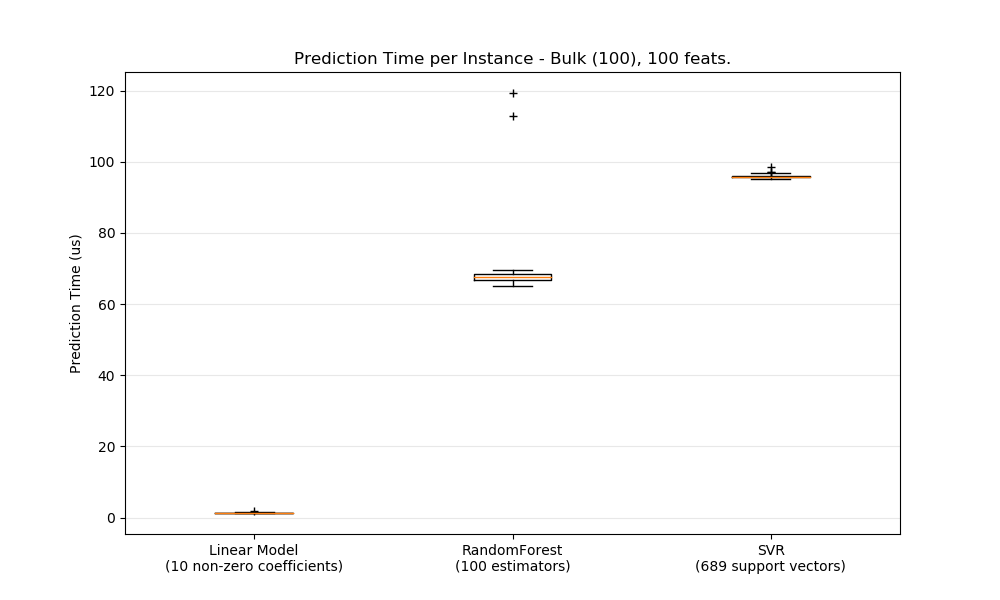 Prediction Time per Instance - Bulk (100), 100 feats.
120
100
80
60
40
20
0
Prediction Time (us)
Linear Model
(10 non-zero coefficients)
RandomForest
(100 estimators)
SVR
(689 support vectors)